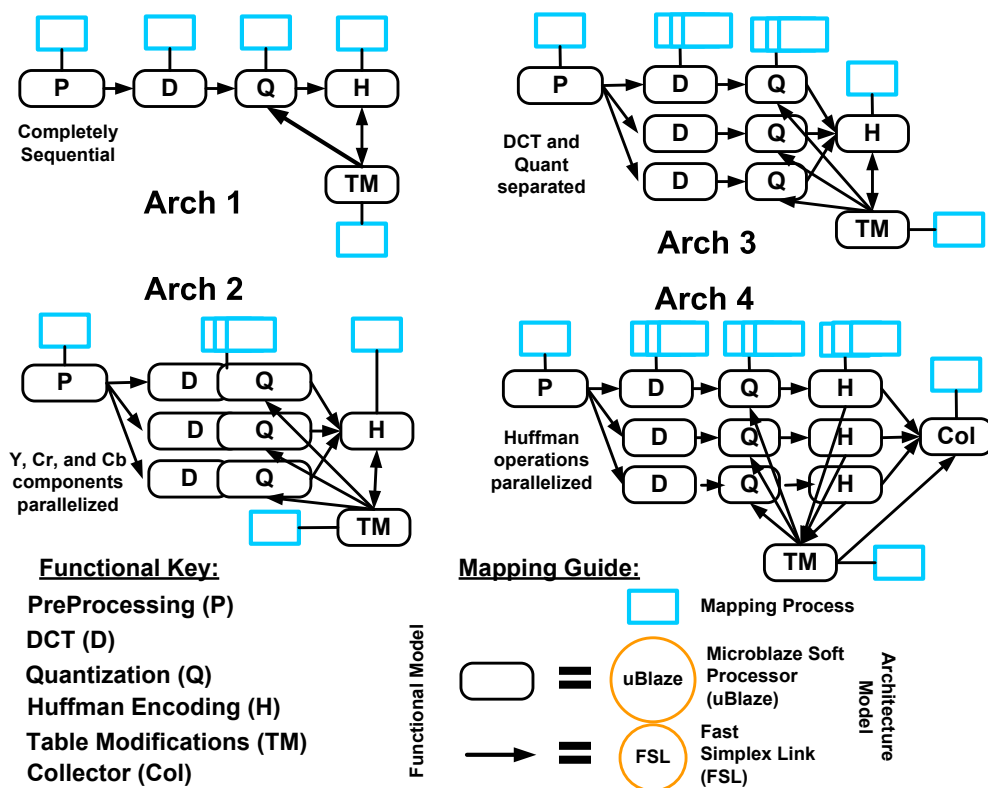 P
D
Q
H
Completely
Sequential
TM
Arch 1
P
D
Q
D
Q
H
DCT and
Quant
separated
D
Q
TM
Arch 3
Arch 2
P
D
Q
D
Q
H
Y, Cr, and Cb
components
parallelized
D
Q
TM
Arch 4
P
D
Q
H
D
Q
H
Col
Huffman
operations
parallelized
D
Q
H
TM
Functional Key:
PreProcessing (P)
DCT (D)
Quantization (Q)
Huffman Encoding (H)
Table Modifications (TM)
Collector (Col)
Mapping Guide:
Mapping Process
Functional Model
uBlaze
Microblaze Soft
Processor
(uBlaze)
FSL
Fast
Simplex Link
(FSL)
Architecture
Model